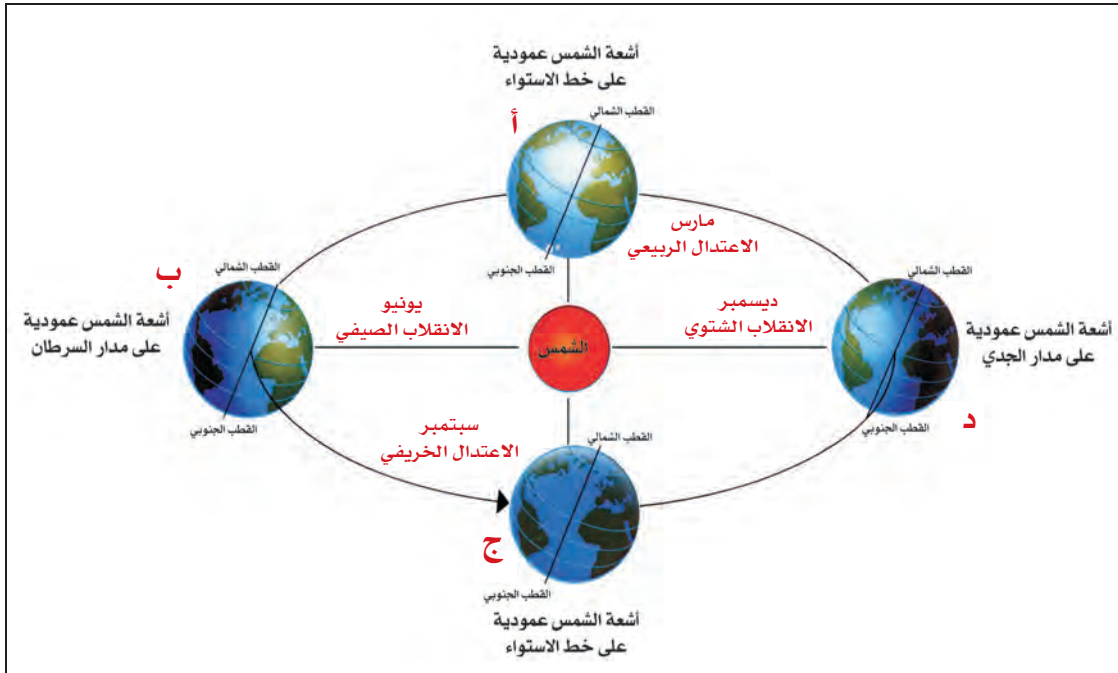 أشعة الشمس عمودية
على خط الاستواء
القطب الشمالي
أ
مارس
الاعتدال الربيعي
القطب الجنوبي
القطب الشمالي
ب
القطب الشمالي
يونيو
الانقلاب الصيفي
ديسمبر
الانقلاب الشتوي
أشعة الشمس عمودية
على مدار السرطان
الشمس
أشعة الشمس عمودية
على مدار الجدي
القطب الجنوبي
القطب الجنوبي
د
سبتمبر
الاعتدال الخريفي
القطب الشمالي
ج
القطب الجنوبي
أشعة الشمس عمودية
على خط الاستواء